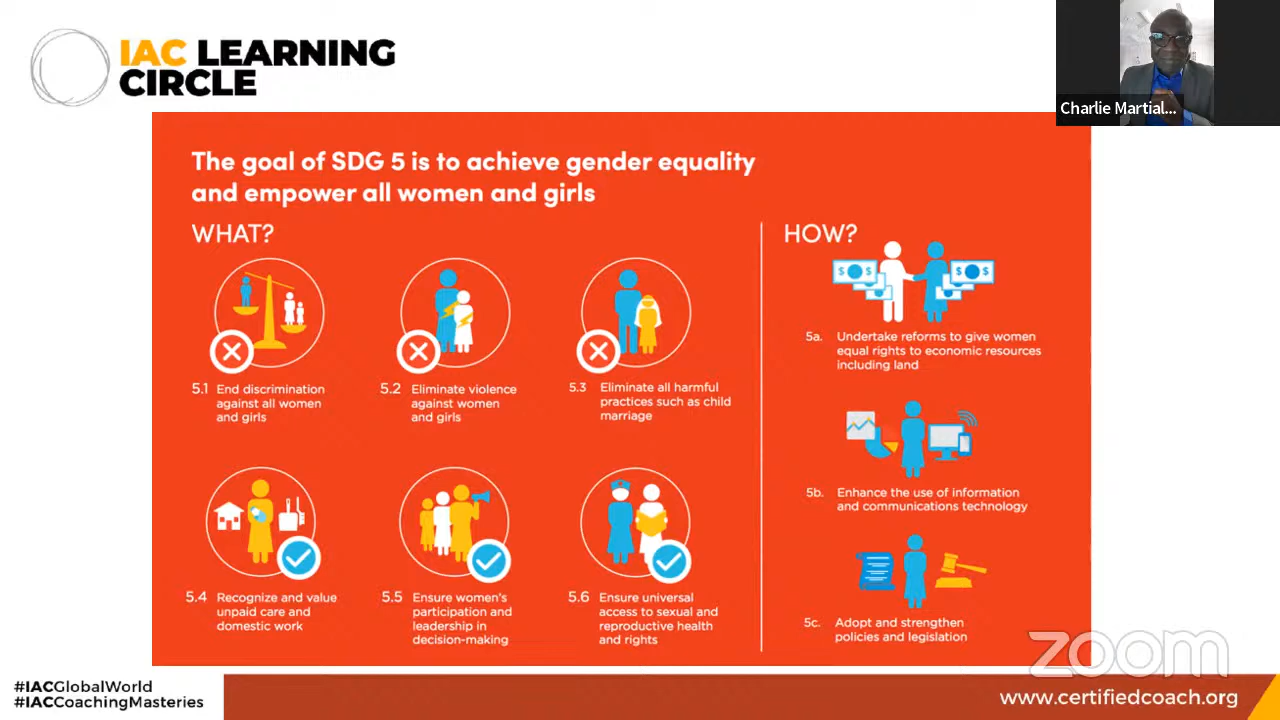 IAC LEARNING
CIRCLE
Charlie Martial...
The goal of SDG 5 is to achieve gender equality
and empower all women and girls
WHAT?
5.1 End discrimination
against all women
and girls
5.2 Eliminate violence
against women
and girls
5.3 Eliminate all harmful
practices such as child
marriage
5.4 Recognize and value
unpaid care and
domestic work
5.5 Ensure women's
participation and
leadership in
decision-making
5.6 Ensure universal
access to sexual and
reproductive health
and rights
HOW?
$ $ $ $
5a. Undertake reforms to give women
equal rights to economic resources
including land
5b. Enhance the use of information
and communications technology
5c. Adopt and strengthen
policies and legislation
zoom
#IACGlobalWorld
#IACCoachingMasteries
www.certifiedcoach.org